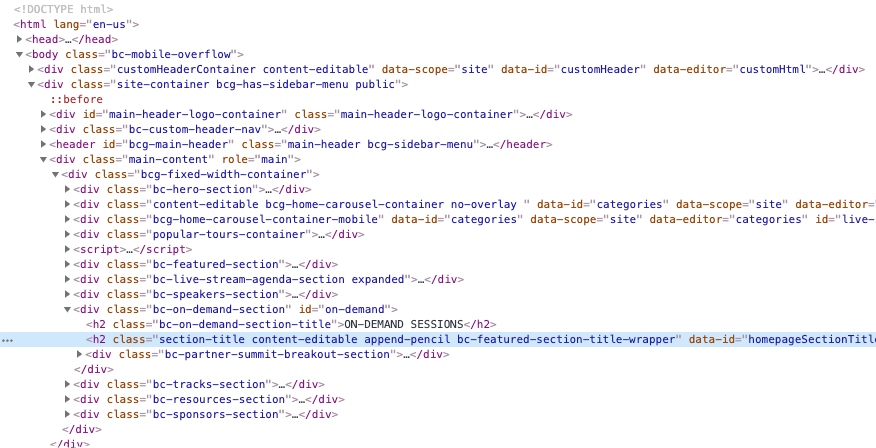 <!DOCTYPE html>
<html lang="en-us">
<head>…</head>
<body class="bc-mobile-overflow">
<div class="customHeaderContainer content-editable" data-scope="site" data-id="customHeader" data-editor="customHtml">…</div>
<div class="site-container bcg-has-sidebar-menu public">
::before
<div id="main-header-logo-container" class="main-header-logo-container">…</div>
<div class="bc-custom-header-nav">…</div>
<header id="bcg-main-header" class="main-header bcg-sidebar-menu">…</header>
<div class="main-content" role="main">
<div class="bcg-fixed-width-container">
<div class="bc-hero-section">…</div>
<div class="content-editable bcg-home-carousel-container no-overlay " data-id="categories" data-scope="site" data-editor="
<div class="bcg-home-carousel-container-mobile" data-id="categories" data-scope="site" data-editor="categories" id="live-
<div class="popular-tours-container">…</div>
<script>…</script>
<div class="bc-featured-section">…</div>
<div class="bc-live-stream-agenda-section expanded">…</div>
<div class="bc-speakers-section">…</div>
<div class="bc-on-demand-section" id="on-demand">
<h2 class="bc-on-demand-section-title">ON-DEMAND SESSIONS</h2>
<h2 class="section-title content-editable append-pencil bc-featured-section-title-wrapper" data-id="homepageSectionTitle
<div class="bc-partner-summit-breakout-section">…</div>
</div>
<div class="bc-tracks-section">…</div>
<div class="bc-resources-section">…</div>
<div class="bc-sponsors-section">…</div>
</div>
</div>